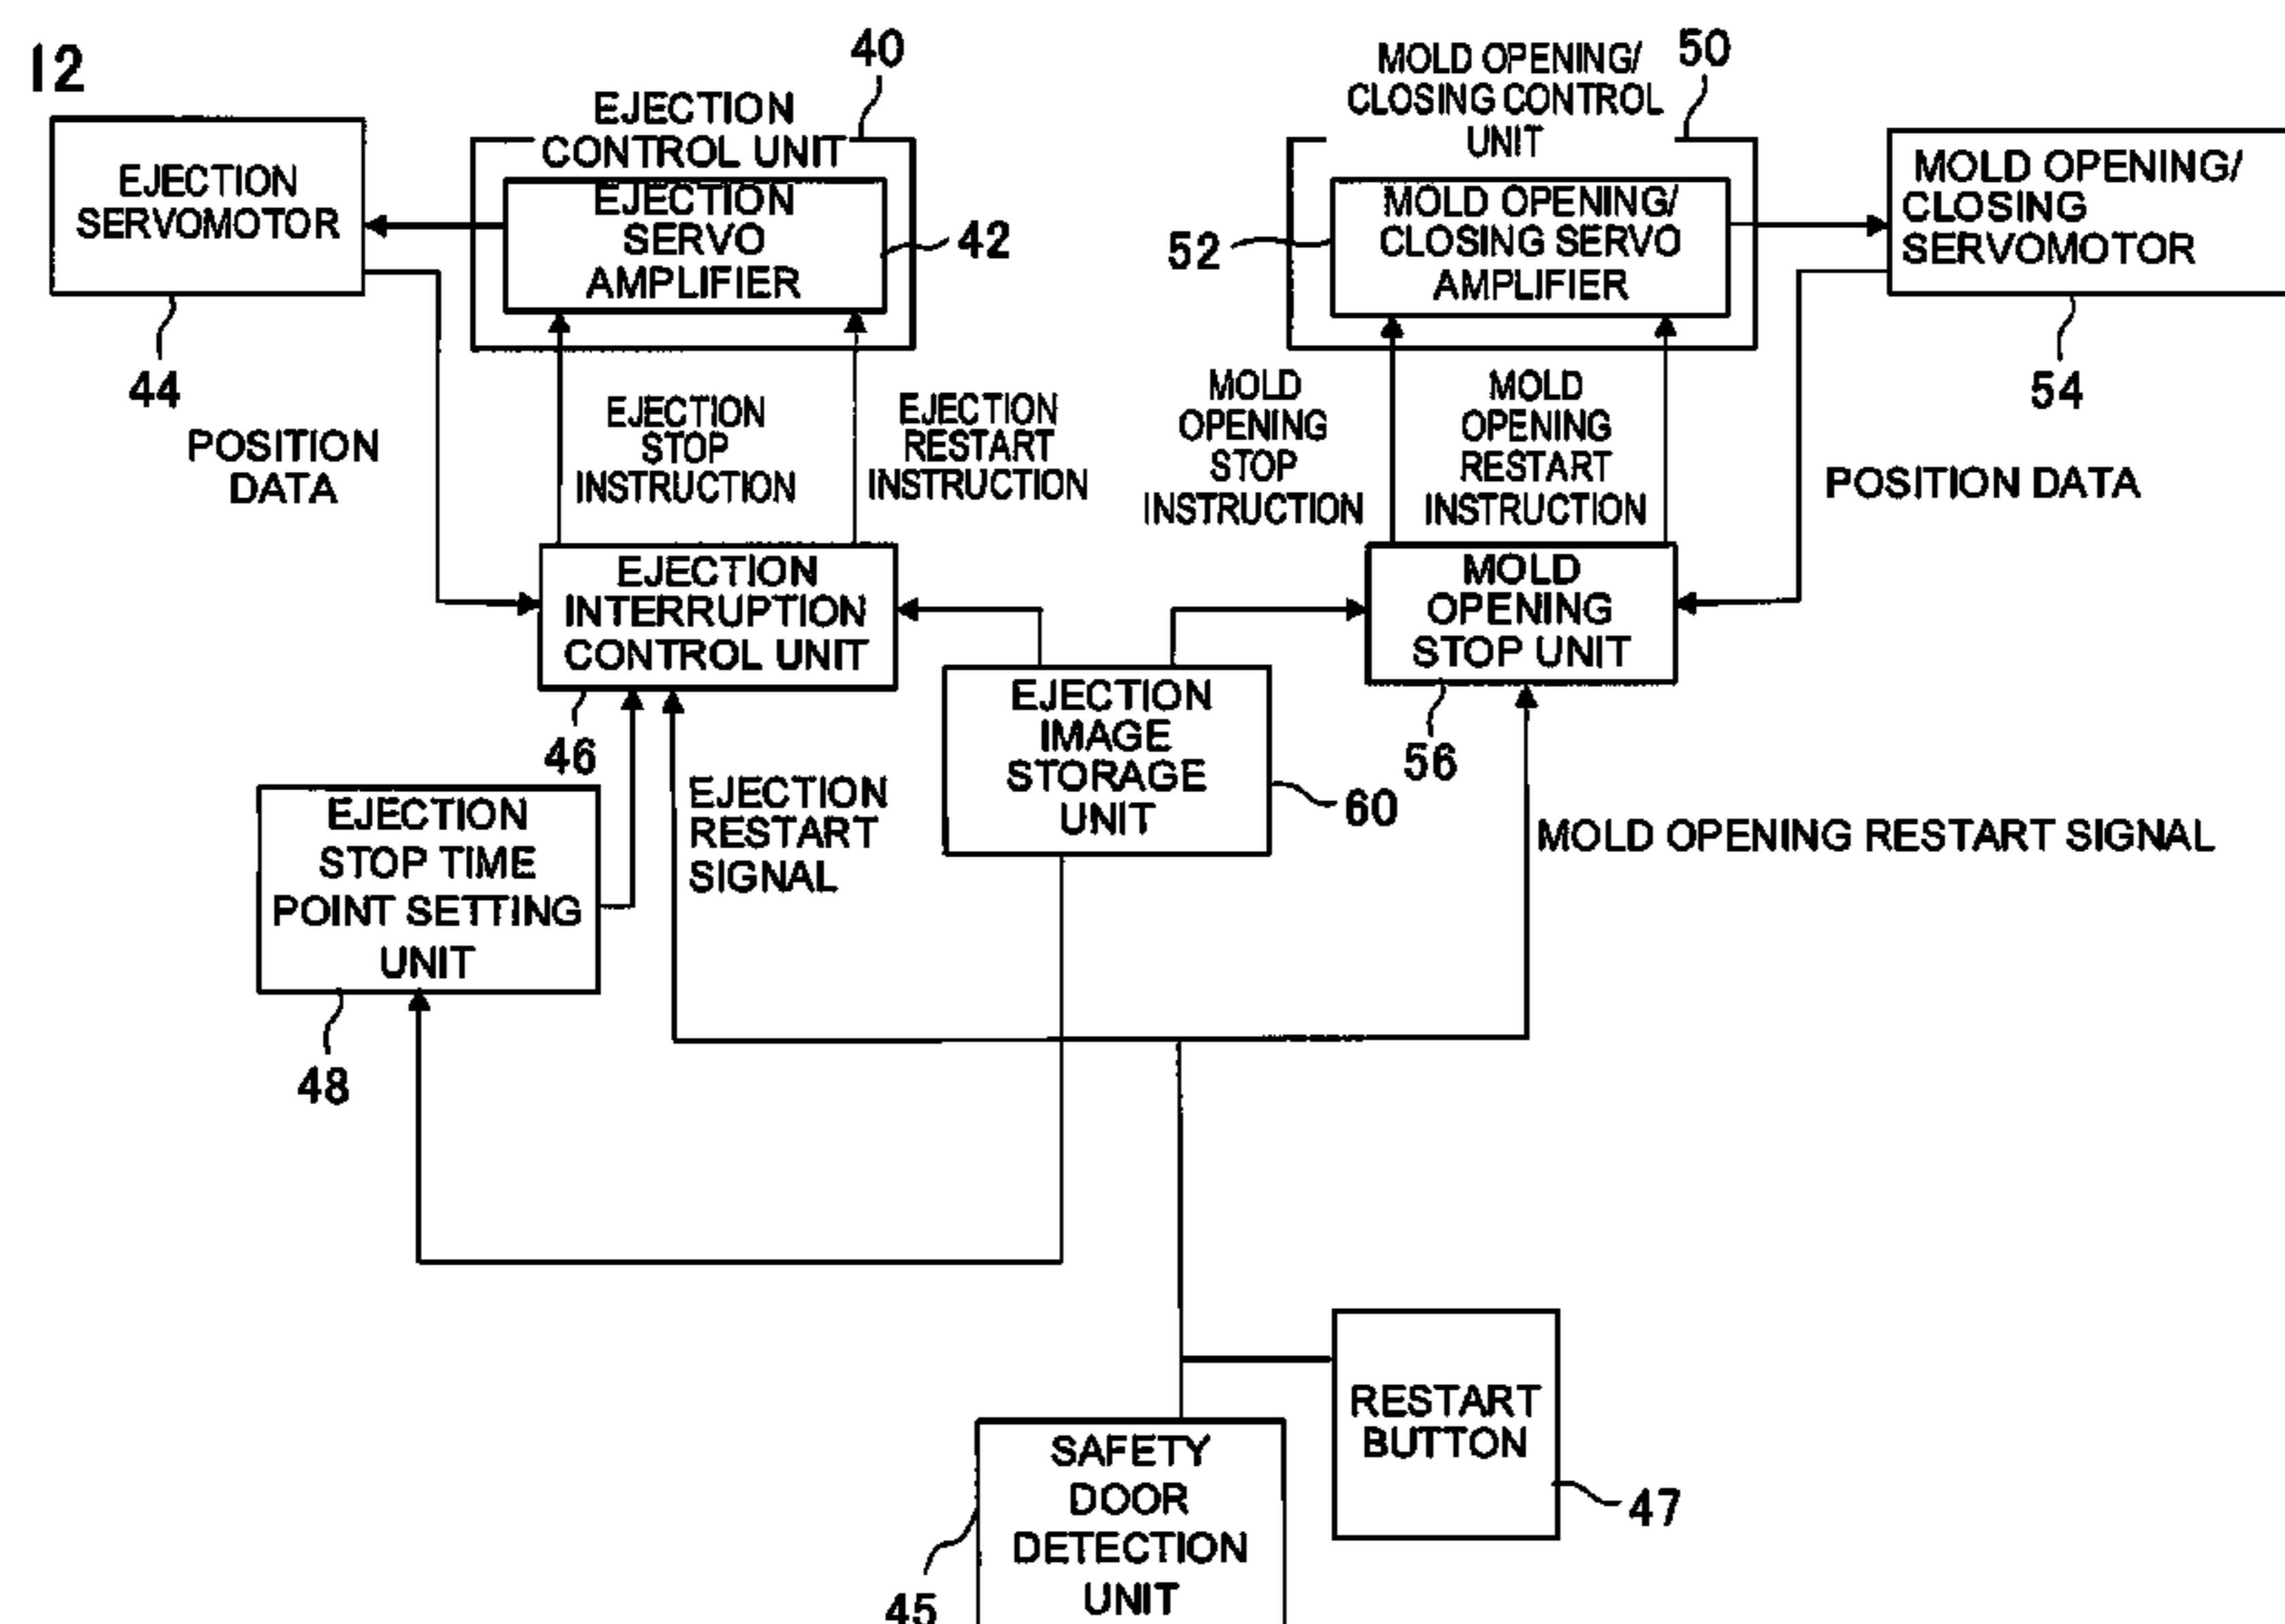 12
40
EJECTION
CONTROL UNIT
MOLD OPENING/
CLOSING CONTROL
UNIT
50
EJECTION
SERVOMOTOR
EJECTION
SERVO
AMPLIFIER
42
52
MOLD OPENING/
CLOSING SERVO
AMPLIFIER
MOLD OPENING/
CLOSING
SERVOMOTOR
44
54
POSITION
DATA
EJECTION
STOP
INSTRUCTION
EJECTION
RESTART
INSTRUCTION
MOLD
OPENING
STOP
INSTRUCTION
MOLD
OPENING
RESTART
INSTRUCTION
POSITION DATA
EJECTION
INTERRUPTION
CONTROL UNIT
46
MOLD
OPENING
STOP UNIT
56
EJECTION
IMAGE
STORAGE
UNIT
60
EJECTION
STOP TIME
POINT SETTING
UNIT
48
EJECTION
RESTART
SIGNAL
MOLD OPENING RESTART SIGNAL
RESTART
BUTTON
47
SAFETY
DOOR
DETECTION
UNIT
45